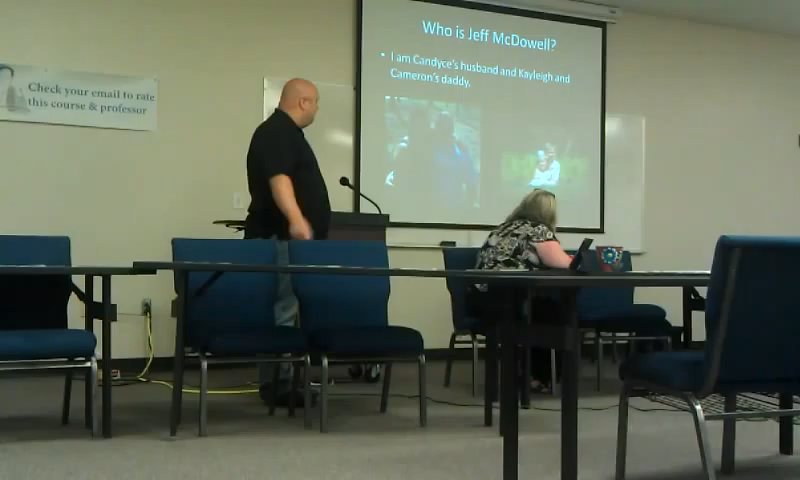 Who is Jeff McDowell?
• I am Candyce's husband and Kayleigh and
Cameron's daddy.
Check your email to rate
this course & professor